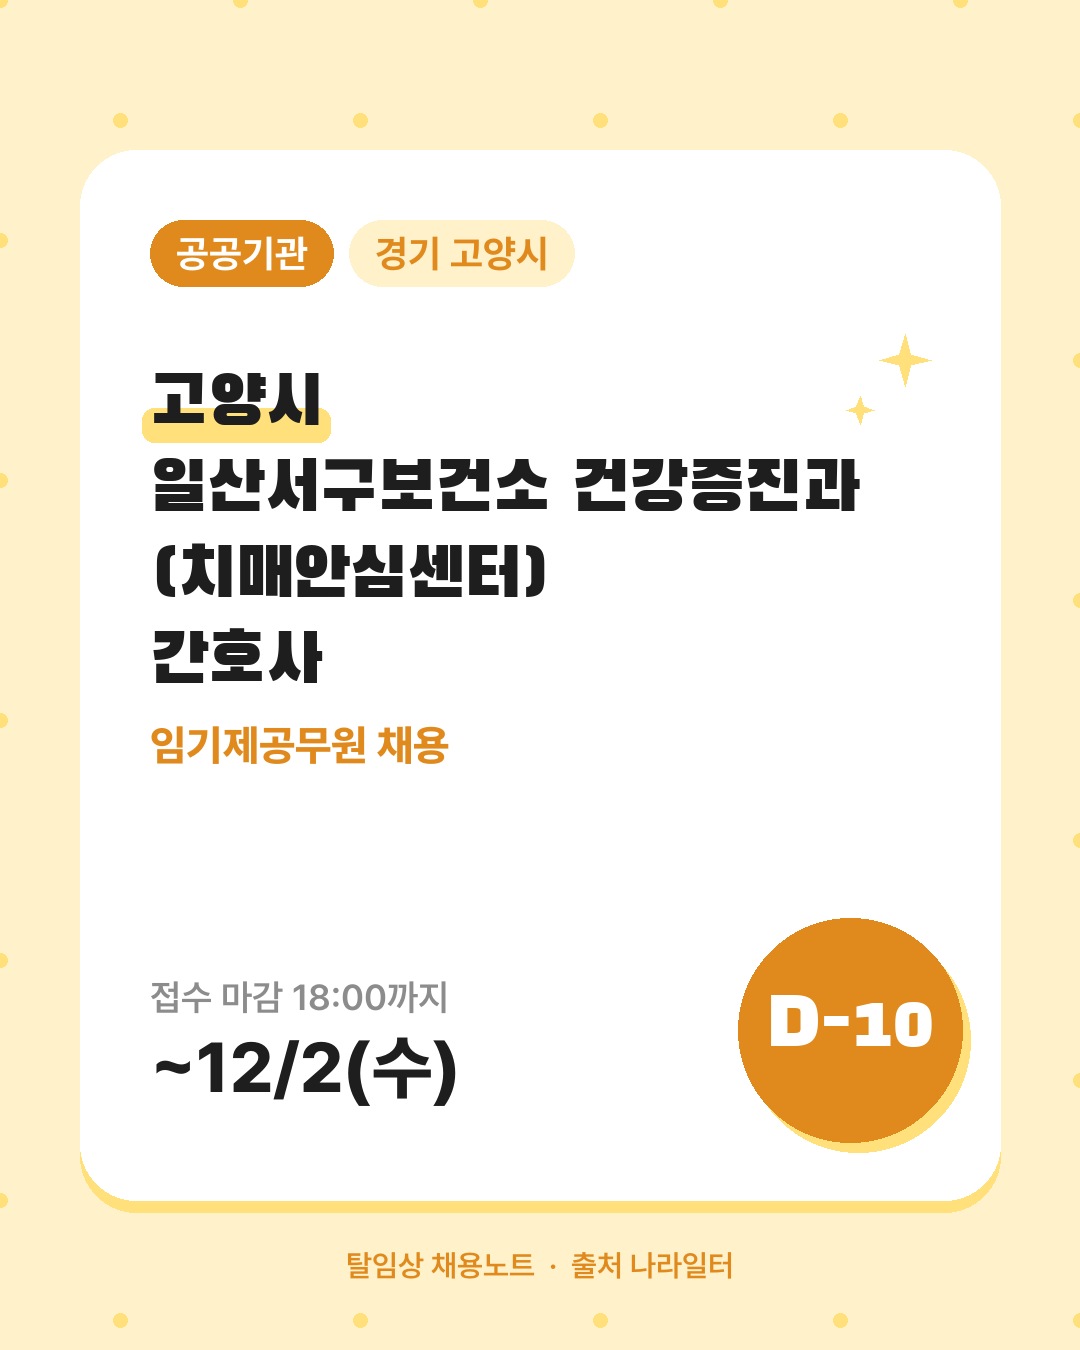 공공기관 경기 고양시
고양시
일산서구보건소 건강증진과
(치매안심센터)
간호사
임기제공무원 채용
접수 마감 18:00까지
~12/2(수)
D-10
탈임상 채용노트 · 출처 나라일터